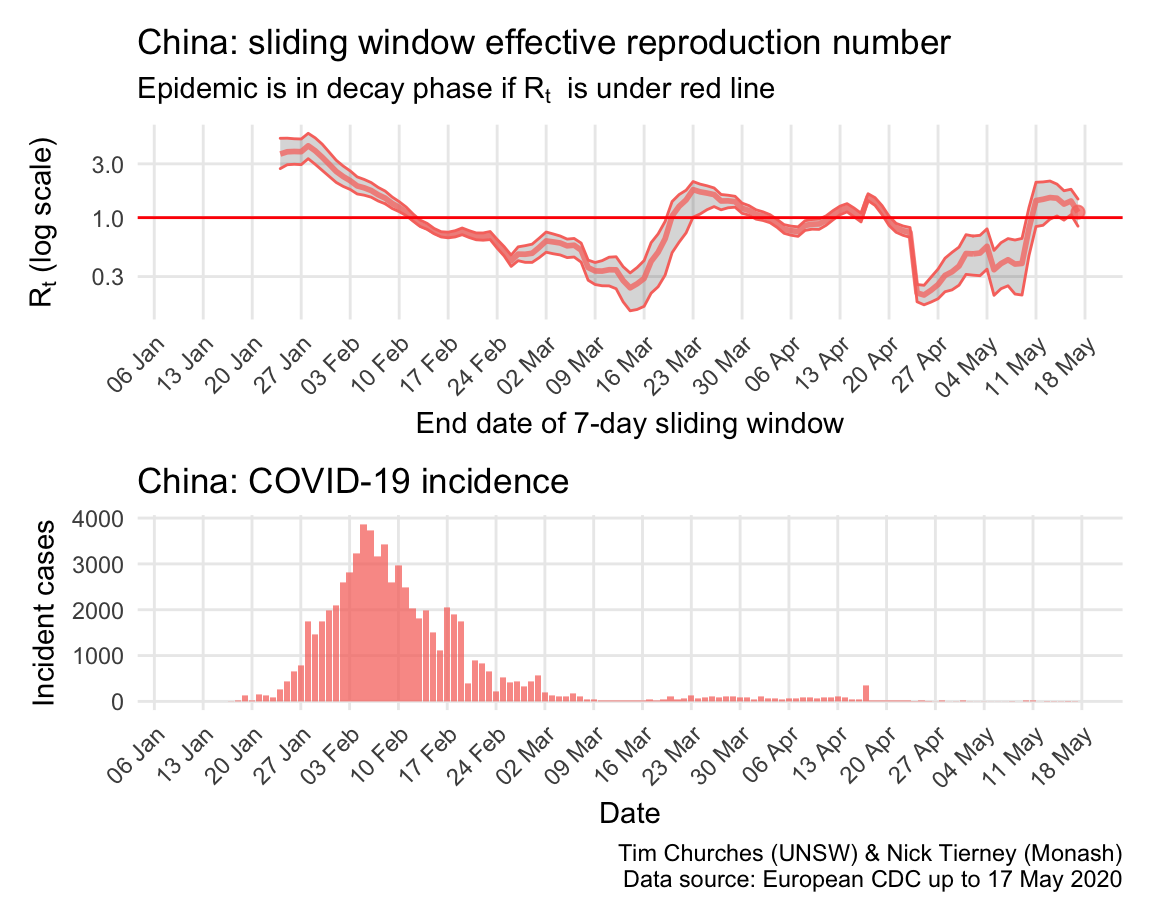 China: sliding window effective reproduction number
Epidemic is in decay phase if Rt is under red line
Rt (log scale)
3.0
1.0
0.3
06 Jan
13 Jan
20 Jan
27 Jan
03 Feb
10 Feb
17 Feb
24 Feb
02 Mar
09 Mar
16 Mar
23 Mar
30 Mar
06 Apr
13 Apr
20 Apr
27 Apr
04 May
11 May
18 May
End date of 7-day sliding window
China: COVID-19 incidence
Incident cases
4000
3000
2000
1000
0
06 Jan
13 Jan
20 Jan
27 Jan
03 Feb
10 Feb
17 Feb
24 Feb
02 Mar
09 Mar
16 Mar
23 Mar
30 Mar
06 Apr
13 Apr
20 Apr
27 Apr
04 May
11 May
18 May
Date
Tim Churches (UNSW) & Nick Tierney (Monash)
Data source: European CDC up to 17 May 2020